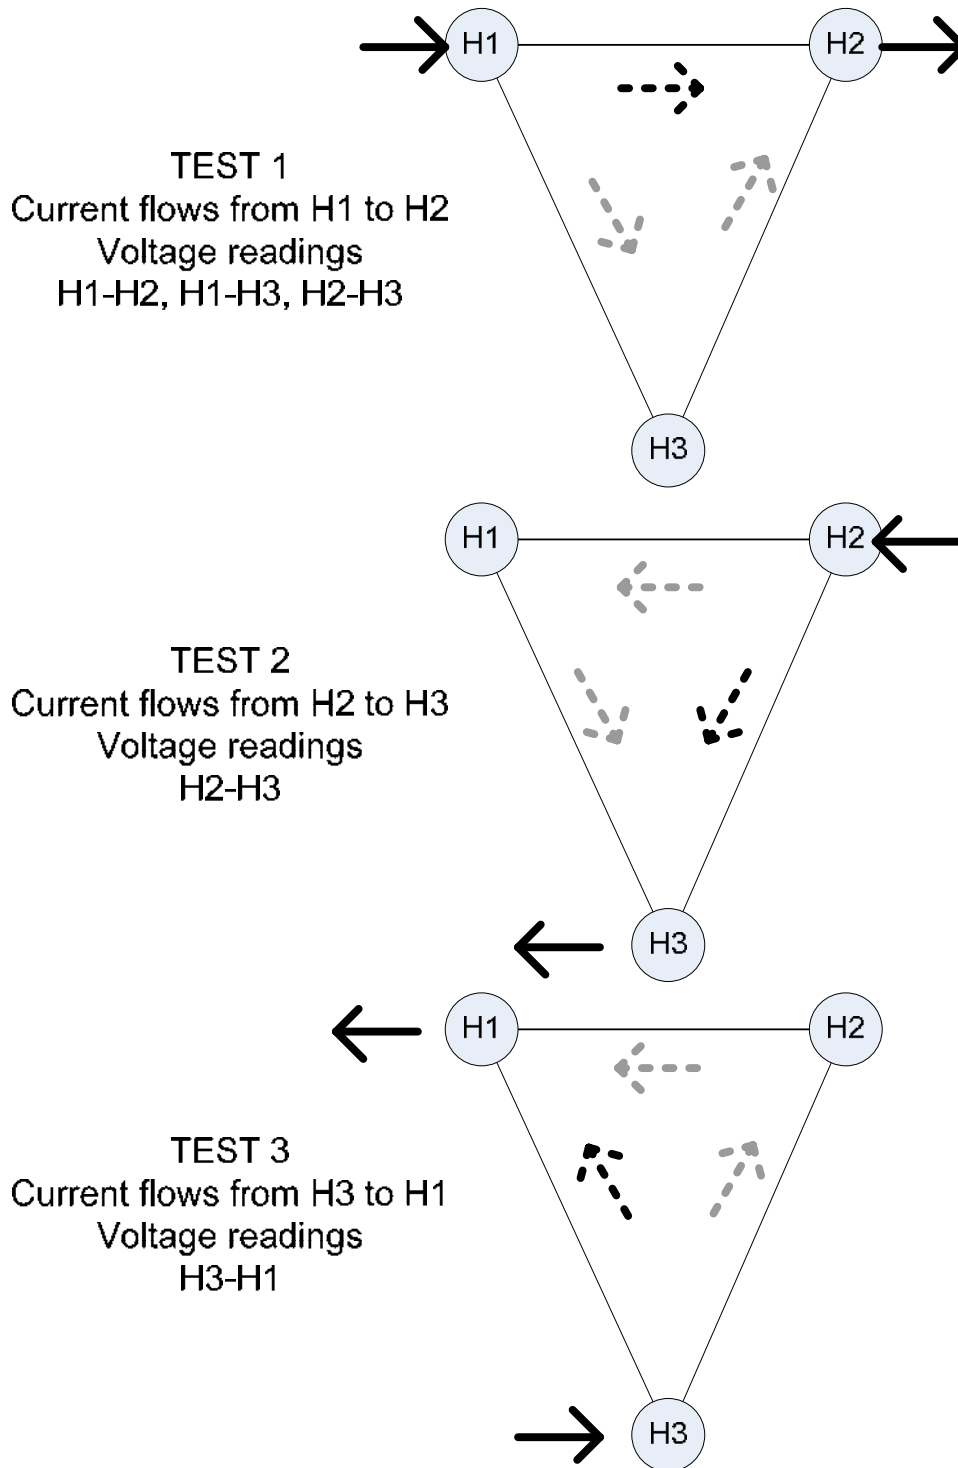 H1
H2
TEST 1
Current flows from H1 to H2
Voltage readings
H1-H2, H1-H3, H2-H3
H3
H1
H2
TEST 2
Current flows from H2 to H3
Voltage readings
H2-H3
H3
H1
H2
TEST 3
Current flows from H3 to H1
Voltage readings
H3-H1
H3